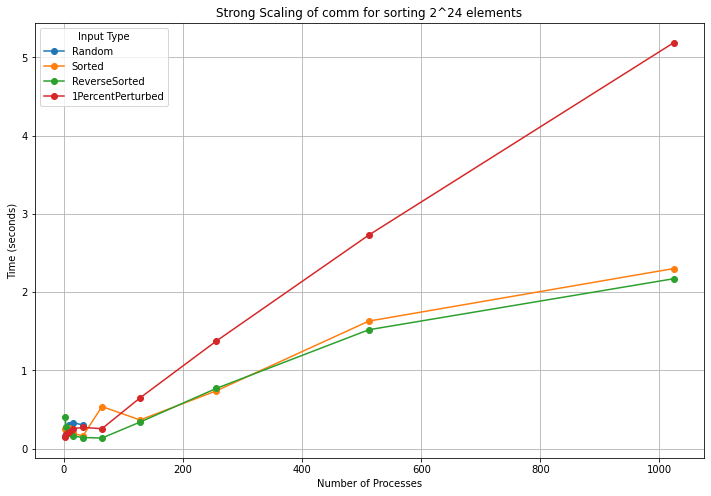 Strong Scaling of comm for sorting 2^24 elements
Input Type
Random
Sorted
ReverseSorted
1PercentPerturbed
Time (seconds)
5
4
3
2
1
0
0 200 400 600 800 1000
Number of Processes